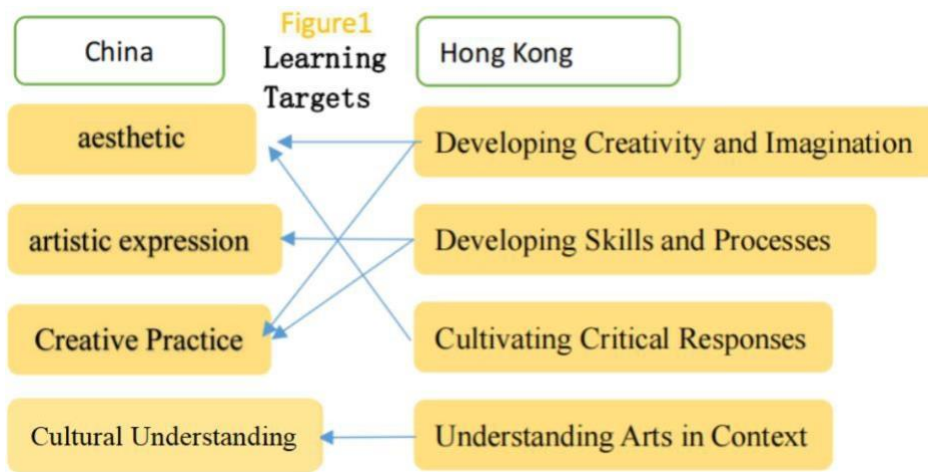 Figure1
Learning
Targets
China
Hong Kong
aesthetic
Developing Creativity and Imagination
artistic expression
Developing Skills and Processes
Creative Practice
Cultivating Critical Responses
Cultural Understanding
Understanding Arts in Context